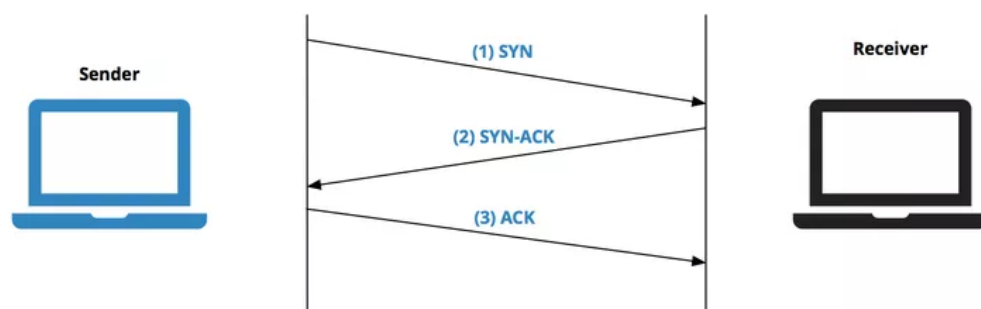 Sender
Receiver
(1) SYN
(2) SYN-ACK
(3) ACK